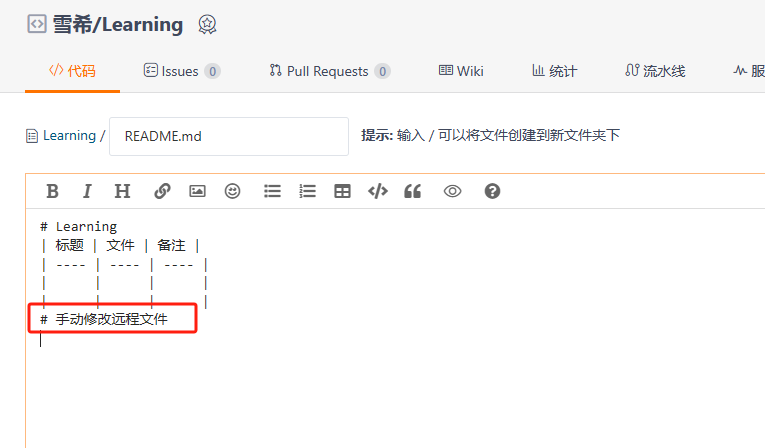 雪希/Learning
代码 Issues 0 Pull Requests 0 Wiki 统计 流水线 服
Learning / README.md 提示: 输入 / 可以将文件创建到新文件夹下
B I H
# Learning
| 标题 | 文件 | 备注 |
| ---- | ---- | ---- |
| | | |
| | | |
# 手动修改远程文件